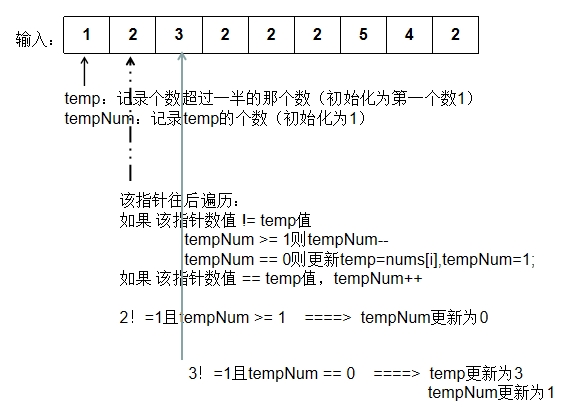 输入： 1 2 3 2 2 2 5 4 2
temp：记录个数超过一半的那个数（初始化为第一个数1）
tempNum：记录temp的个数（初始化为1）
该指针往后遍历：
如果 该指针数值 != temp值
tempNum >= 1则tempNum--
tempNum == 0则更新temp=nums[i],tempNum=1;
如果 该指针数值 == temp值，tempNum++
2！=1且tempNum >= 1 ====> tempNum更新为0
3！=1且tempNum == 0 ====> temp更新为3
tempNum更新为1